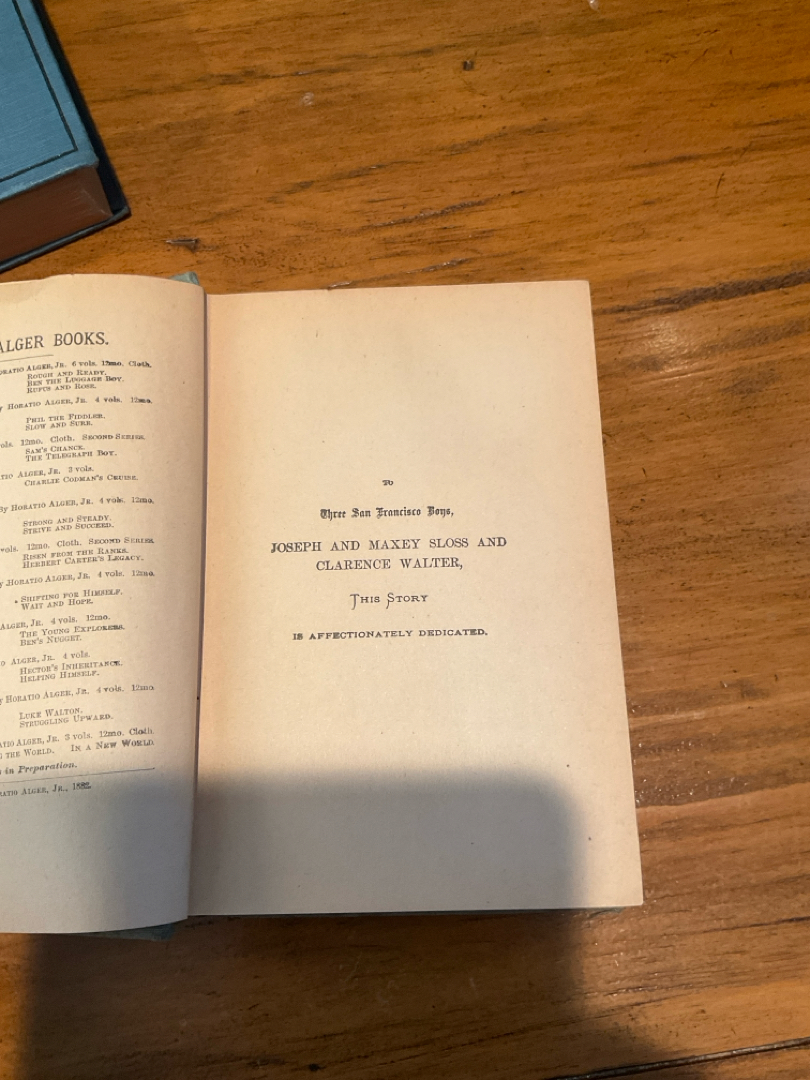 ALGER BOOKS.
HORATIO ALGER, JR. 6 vols. 12mo. Cloth.
ROUGH AND READY.
BEN THE LUGGAGE BOY.
RUFUS AND ROSE.
HORATIO ALGER, JR. 4 vols. 12mo.
PHIL THE FIDDLER.
SLOW AND SURE.
vols. 12mo. Cloth. SECOND SERIES.
SAM'S CHANCE.
THE TELEGRAPH BOY.
ALGER, JR. 3 vols.
CHARLIE CODMAN'S CRUISE.
By HORATIO ALGER, JR. 4 vols. 12mo.
STRONG AND STEADY.
STRIVE AND SUCCEED.
vols. 12mo. Cloth. SECOND SERIES.
RISEN FROM THE RANKS.
HERBERT CARTER'S LEGACY.
HORATIO ALGER, JR. 4 vols. 12mo.
SHIFTING FOR HIMSELF.
WAIT AND HOPE.
ALGER, JR. 4 vols. 12mo.
THE YOUNG EXPLORERS.
BEN'S NUGGET.
ALGER, JR. 4 vols.
HECTOR'S INHERITANCE.
HELPING HIMSELF.
HORATIO ALGER, JR. 4 vols. 12mo.
LUKE WALTON.
STRUGGLING UPWARD.
ALGER, JR. 3 vols. 12mo. Cloth.
THE WORLD. IN A NEW WORLD.
in Preparation.
ALGER, JR., 1882.
To
Three San Francisco Boys,
JOSEPH AND MAXEY SLOSS AND
CLARENCE WALTER,
THIS STORY
IS AFFECTIONATELY DEDICATED.